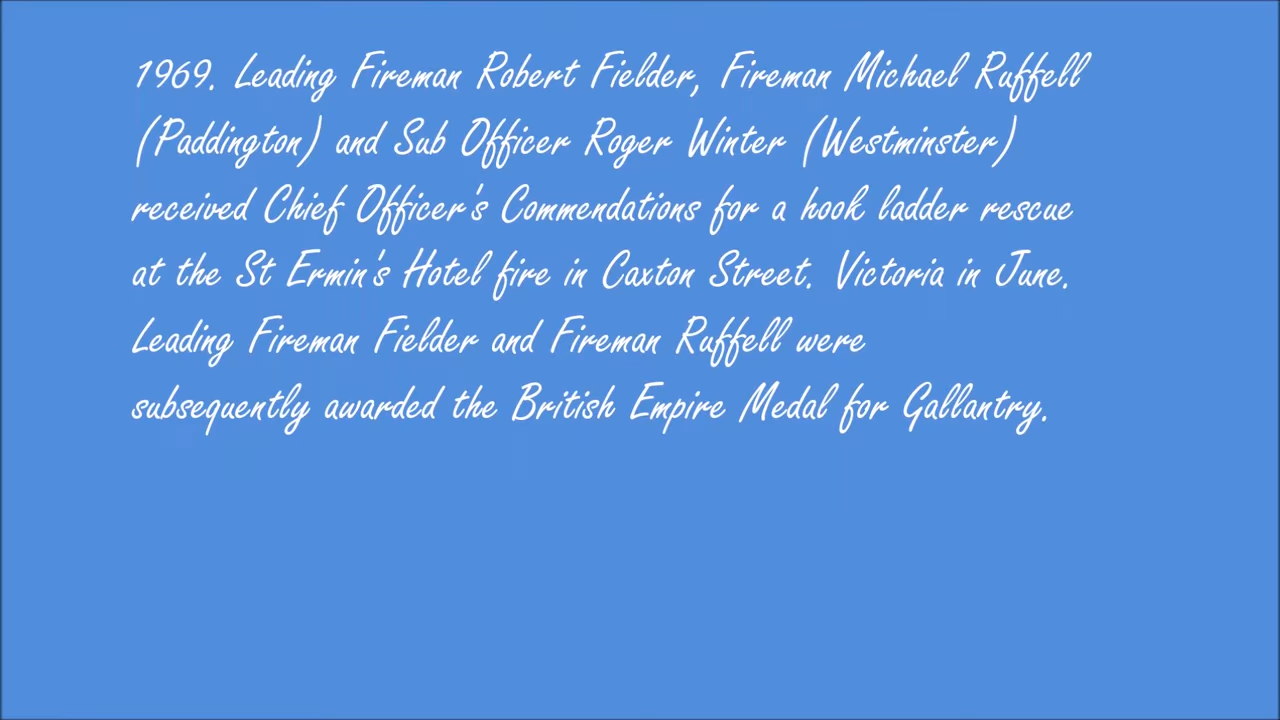 1969. Leading Fireman Robert Fielder, Fireman Michael Ruffell
(Paddington) and Sub Officer Roger Winter (Westminster)
received Chief Officer's Commendations for a hook ladder rescue
at the St Ermin's Hotel fire in Caxton Street. Victoria in June.
Leading Fireman Fielder and Fireman Ruffell were
subsequently awarded the British Empire Medal for Gallantry.